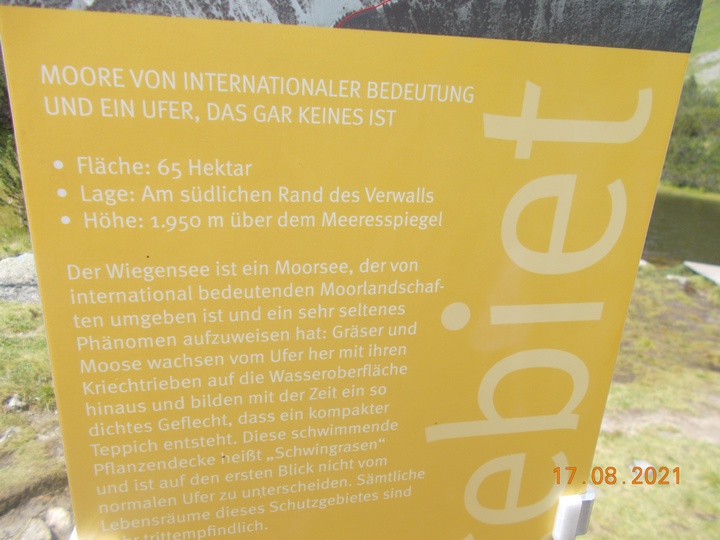 MOORE VON INTERNATIONALER BEDEUTUNG
UND EIN UFER, DAS GAR KEINES IST
• Fläche: 65 Hektar
• Lage: Am südlichen Rand des Verwalls
• Höhe: 1.950 m über dem Meeresspiegel
Der Wiegensee ist ein Moorsee, der von
international bedeutenden Moorlandschaf-
ten umgeben ist und ein sehr seltenes
Phänomen aufzuweisen hat: Gräser und
Moose wachsen vom Ufer her mit ihren
Kriechtrieben auf die Wasseroberfläche
hinaus und bilden mit der Zeit ein so
dichtes Geflecht, dass ein kompakter
Teppich entsteht. Diese schwimmende
Pflanzendecke heißt „Schwingrasen“
und ist auf den ersten Blick nicht vom
normalen Ufer zu unterscheiden. Sämtliche
Lebensräume dieses Schutzgebietes sind
trittempfindlich.
ebiet
17.08.2021